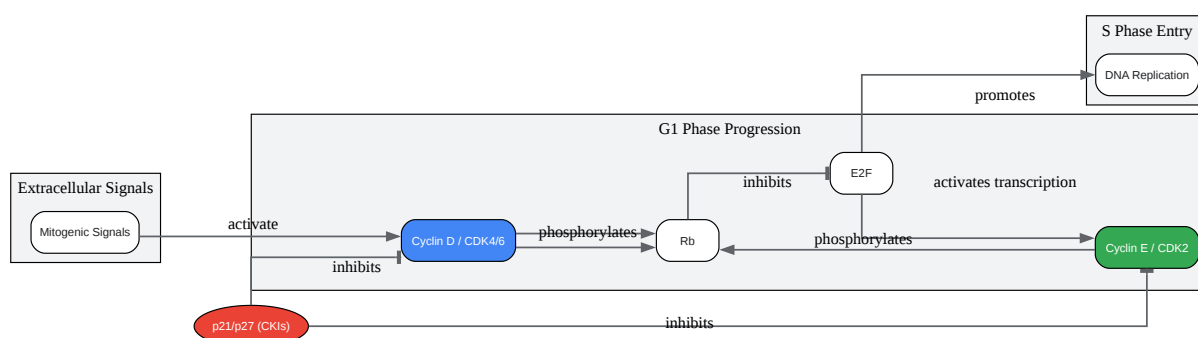 S Phase Entry
DNA Replication
promotes
G1 Phase Progression
E2F
inhibits
activates transcription
Extracellular Signals
Mitogenic Signals
activate
Cyclin D / CDK4/6
phosphorylates
Rb
phosphorylates
Cyclin E / CDK2
inhibits
p21/p27 (CKIs)
inhibits